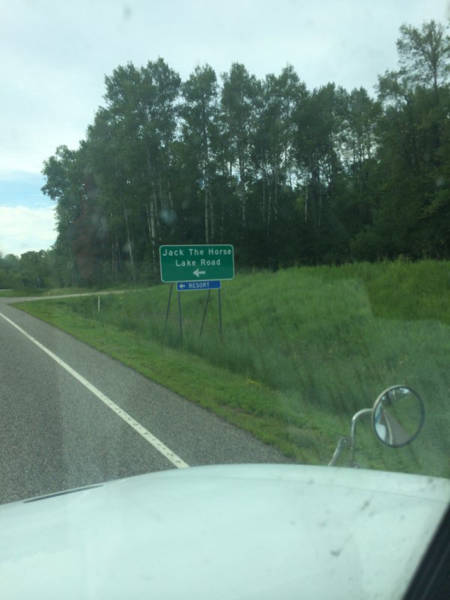 Jack The Horse
Lake Road
←
← RESORT